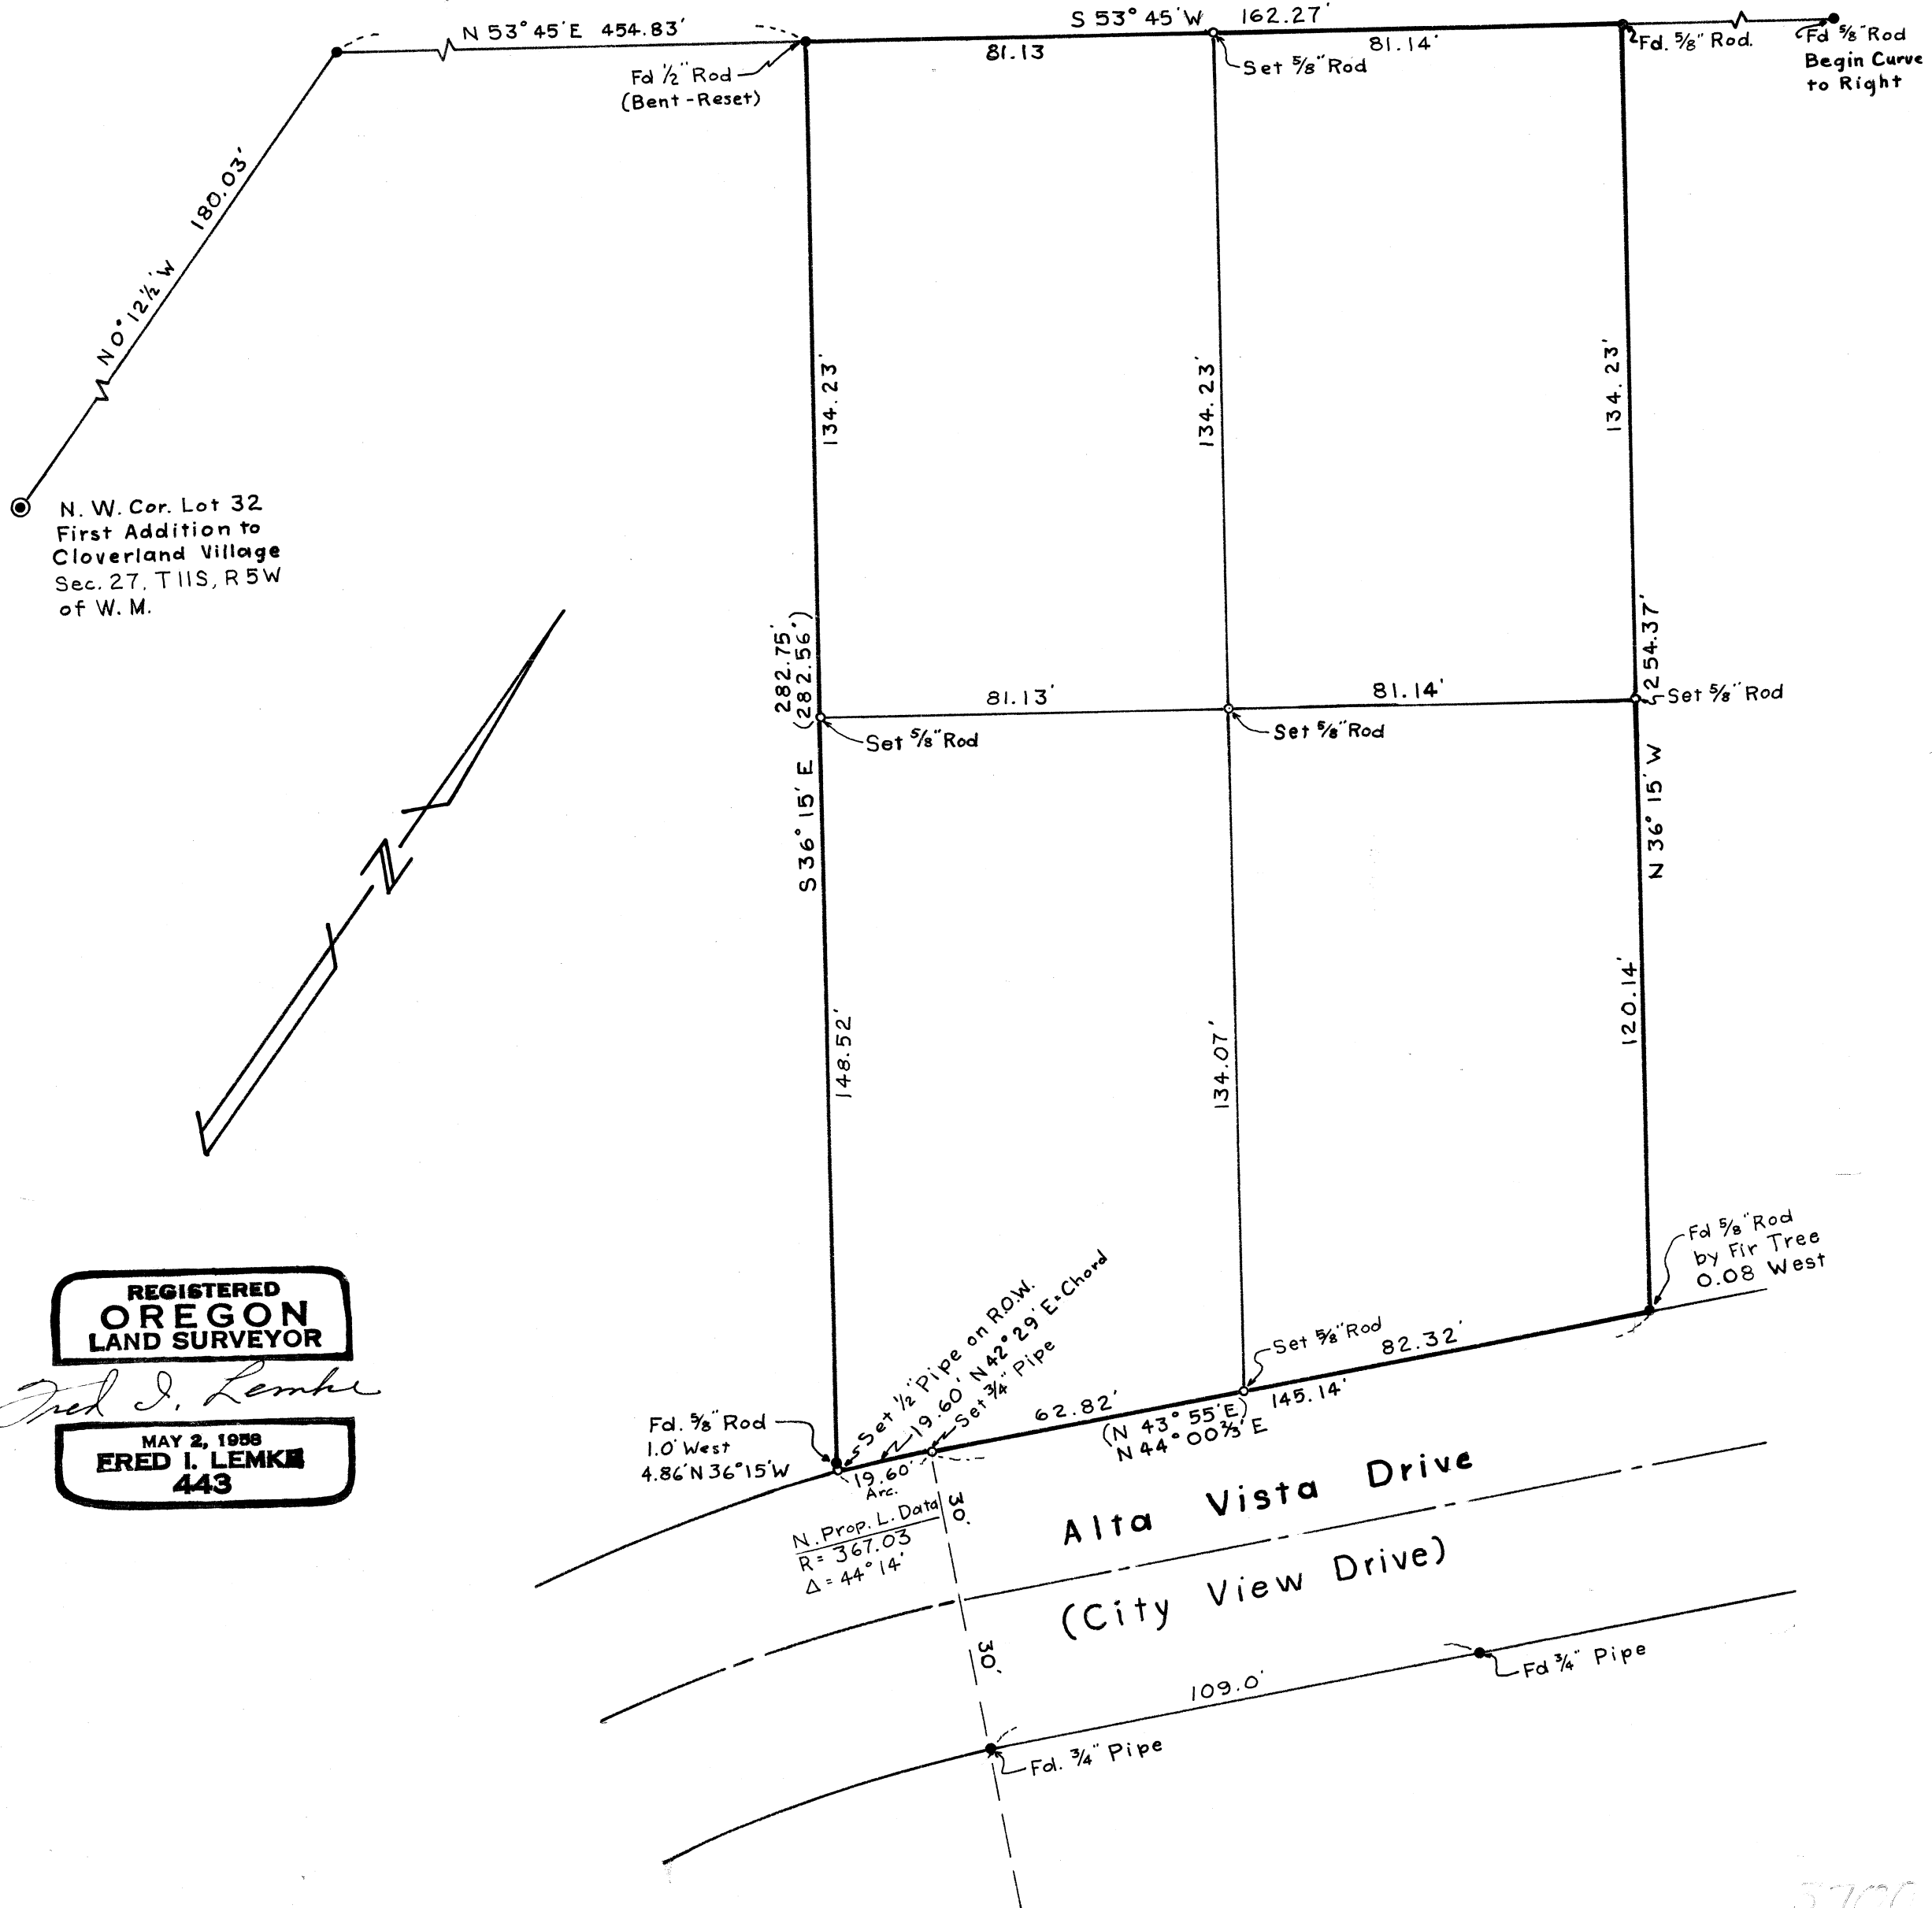 N 53° 45' E 454.83'
S 53° 45' W 162.27'
81.13
81.14'
Fd ½" Rod
(Bent-Reset)
Set ⅝" Rod
Fd. ⅝" Rod.
Fd ⅝" Rod
Begin Curve
to Right
180.03'
N 0° 12½' W
N. W. Cor. Lot 32
First Addition to
Cloverland Village
Sec. 27, T11S, R5W
of W. M.
134.23'
134.23'
134.23'
282.75'
(282.56')
254.37'
81.13'
81.14'
Set ⅝" Rod
Set ⅝" Rod
Set ⅝" Rod
S 36° 15' E
N 36° 15' W
N
148.52'
134.07'
120.14'
Fd ⅝" Rod
by Fir Tree
0.08 West
REGISTERED
OREGON
LAND SURVEYOR
Fred I. Lemke
MAY 2, 1958
FRED I. LEMKE
443
Set ½" Pipe on R.O.W.
19.60' N 42° 29' E=Chord
Set ¾" Pipe
Set ⅝" Rod
82.32'
62.82'
145.14'
(N 43° 55' E)
N 44° 00⅔' E
Fd. ⅝" Rod
1.0' West
4.86' N 36° 15' W
19.60'
Arc.
N. Prop. L. Data
R = 367.03
Δ = 44° 14'
30'
Alta Vista Drive
(City View Drive)
30'
109.0'
Fd ¾" Pipe
Fd. ¾" Pipe